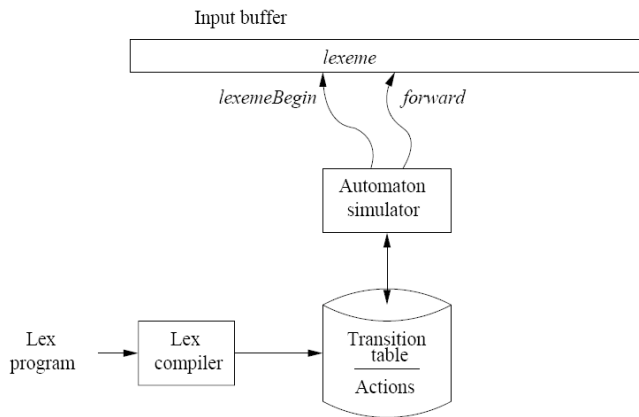 Input buffer
lexeme
lexemeBegin
forward
Automaton
simulator
Lex
program
Lex
compiler
Transition
table
Actions